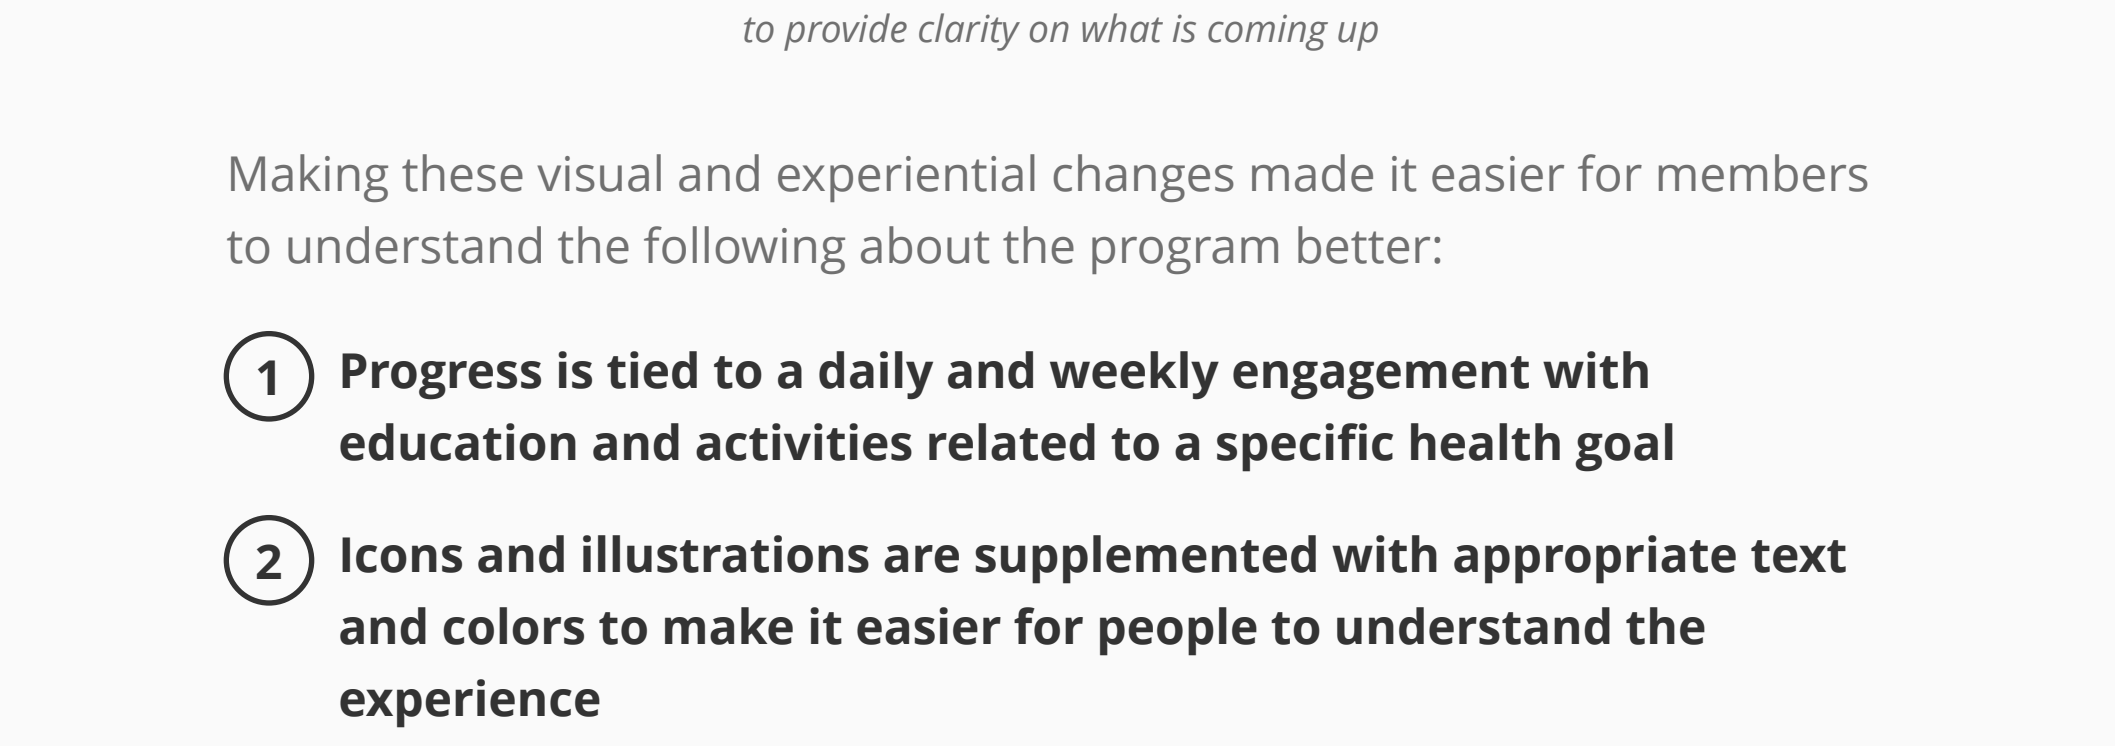 to provide clarity on what is coming up
Making these visual and experiential changes made it easier for members
to understand the following about the program better:
1 Progress is tied to a daily and weekly engagement with
education and activities related to a specific health goal
2 Icons and illustrations are supplemented with appropriate text
and colors to make it easier for people to understand the
experience